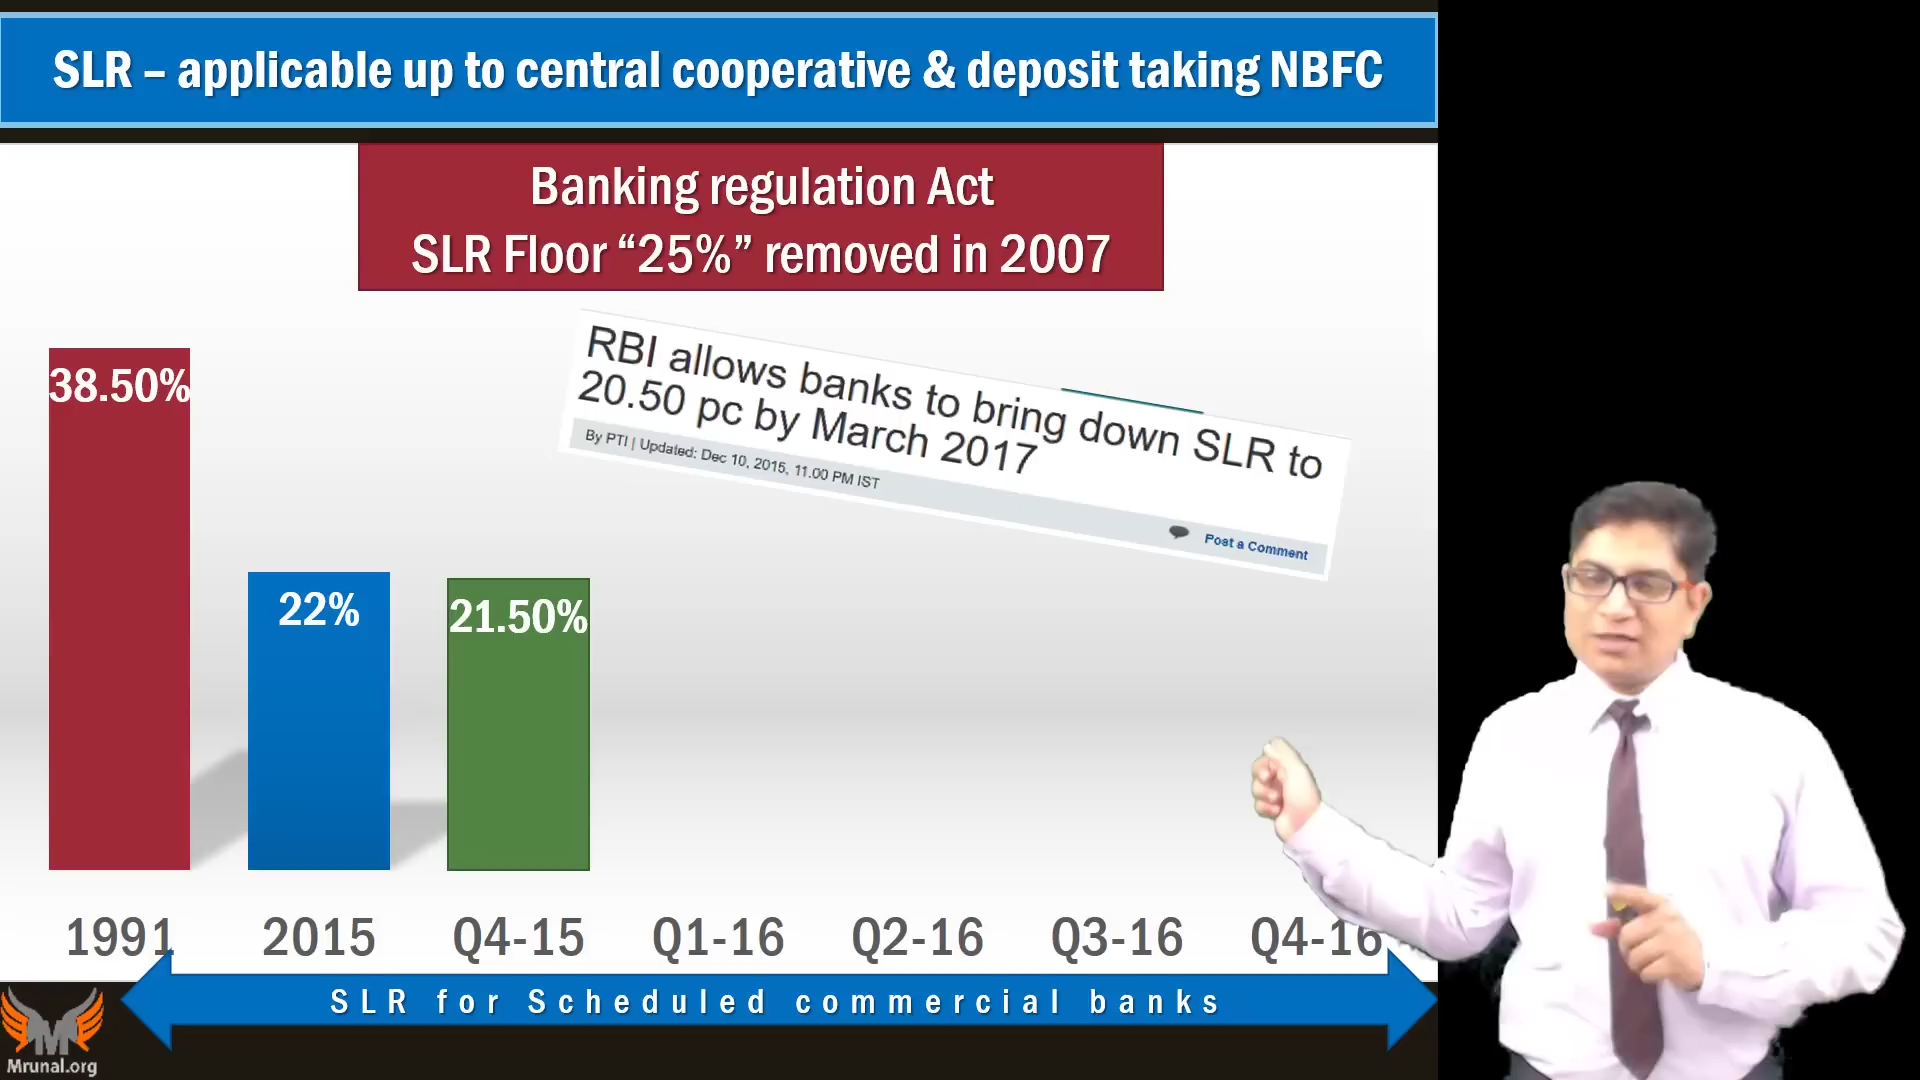 SLR – applicable up to central cooperative & deposit taking NBFC
Banking regulation Act
SLR Floor “25%” removed in 2007
RBI allows banks to bring down SLR to
20.50 pc by March 2017
By PTI | Updated: Dec 10, 2015, 11.00 PM IST
Post a Comment
38.50%
22%
21.50%
1991 2015 Q4-15 Q1-16 Q2-16 Q3-16 Q4-16
SLR for Scheduled commercial banks
M
Mrunal.org